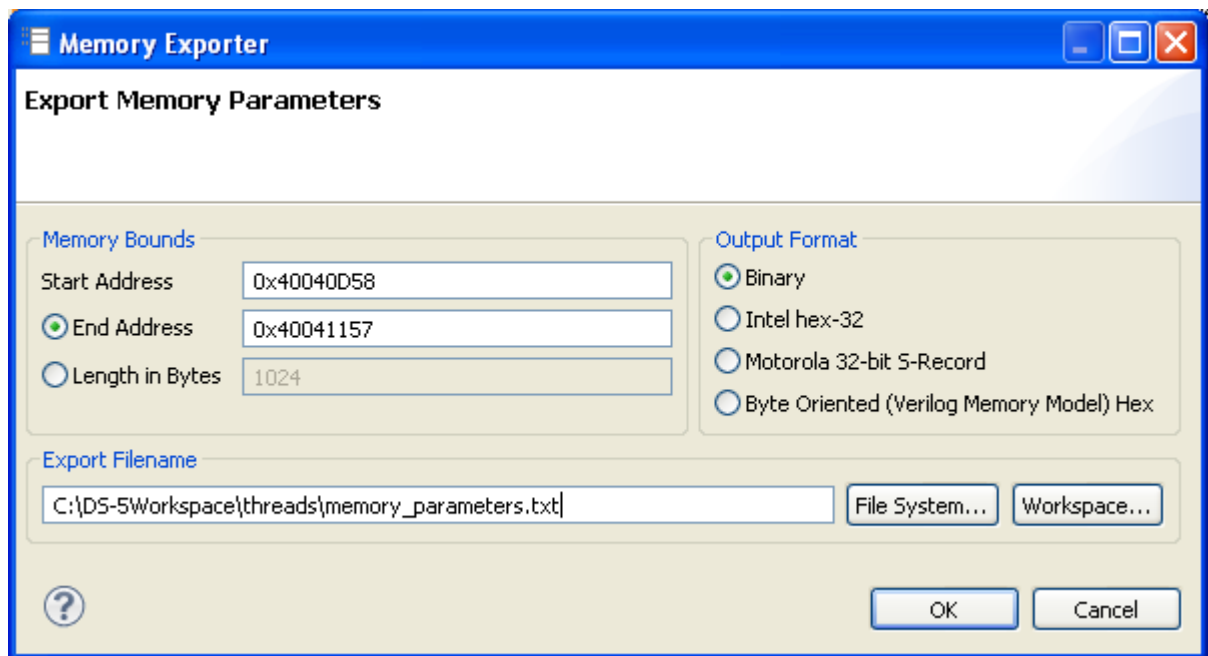 Memory Exporter
Export Memory Parameters
Memory Bounds
Start Address 0x40040D58
End Address 0x40041157
Length in Bytes 1024
Output Format
Binary
Intel hex-32
Motorola 32-bit S-Record
Byte Oriented (Verilog Memory Model) Hex
Export Filename
C:\DS-5Workspace\threads\memory_parameters.txt File System... Workspace...
? OK Cancel